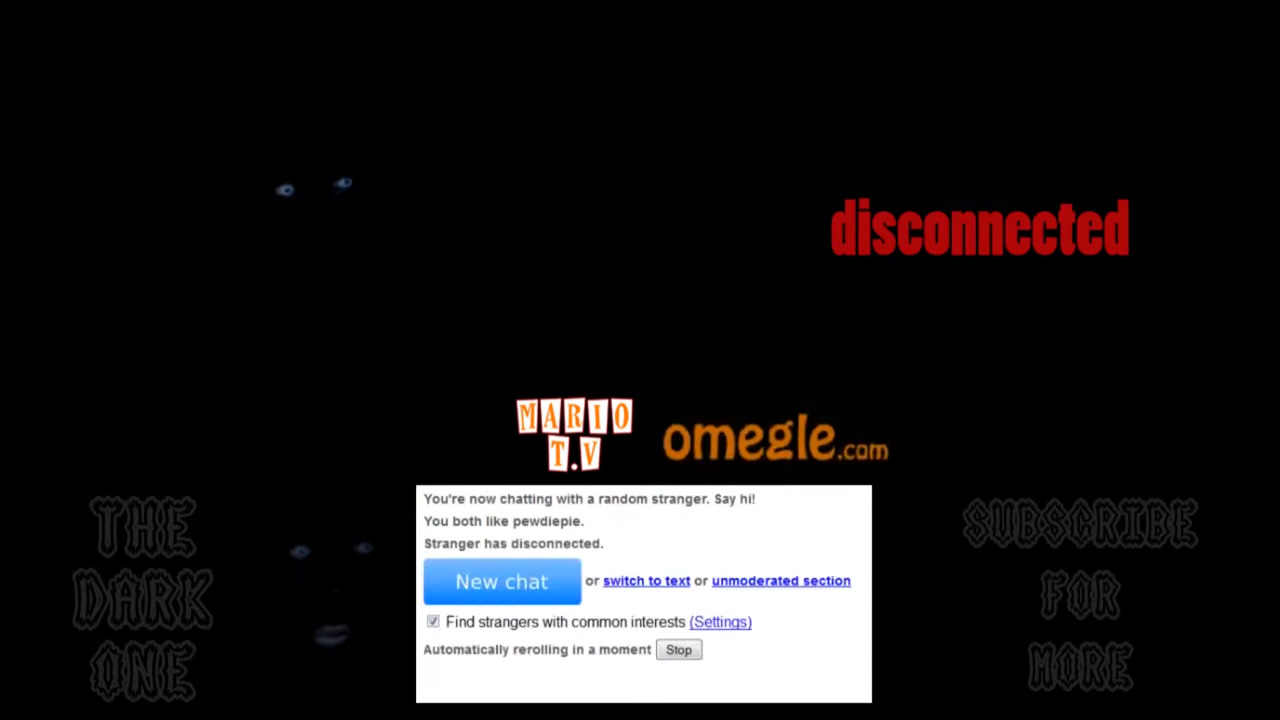 disconnected
MARIO
T.V
omegle.com
You're now chatting with a random stranger. Say hi!
You both like pewdiepie.
Stranger has disconnected.
New chat or switch to text or unmoderated section
Find strangers with common interests (Settings)
Automatically rerolling in a moment Stop
THE
DARK
ONE
SUBSCRIBE
FOR
MORE